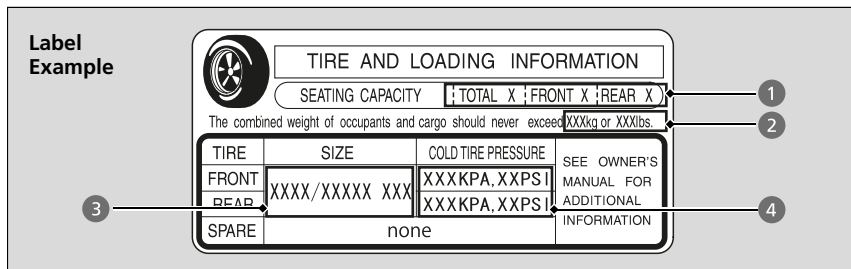 Label
Example
TIRE AND LOADING INFORMATION
SEATING CAPACITY TOTAL X FRONT X REAR X
1
The combined weight of occupants and cargo should never exceed XXXkg or XXXlbs.
2
TIRE SIZE COLD TIRE PRESSURE
SEE OWNER'S
MANUAL FOR
ADDITIONAL
INFORMATION
FRONT XXXX/XXXXX XXX XXXKPA,XXPSI
REAR XXXKPA,XXPSI
3
4
SPARE none